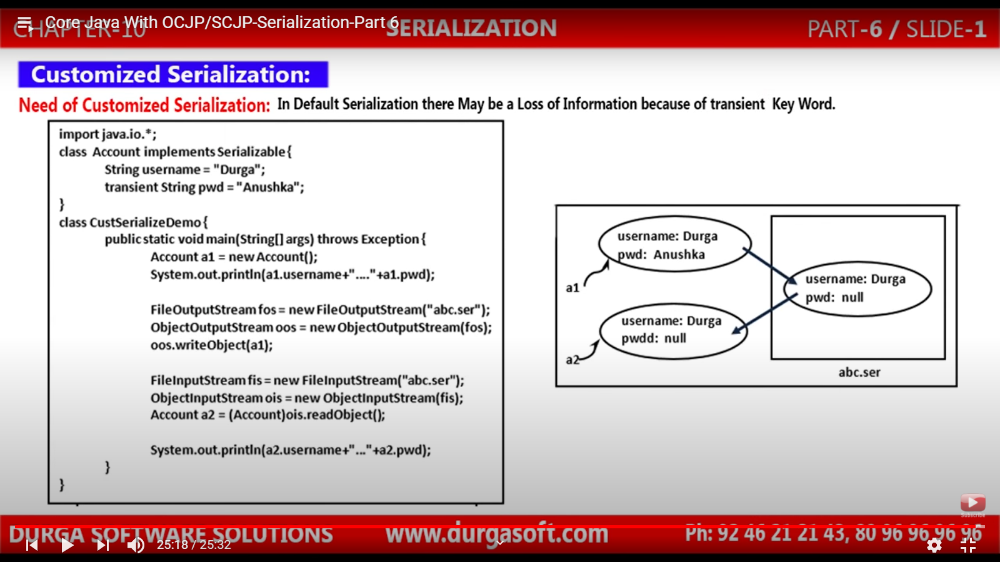 Core Java With OCJP/SCJP-Serialization-Part 6
CHAPTER-10
SERIALIZATION
PART-6 / SLIDE-1
Customized Serialization:
Need of Customized Serialization: In Default Serialization there May be a Loss of Information because of transient Key Word.
import java.io.*;
class Account implements Serializable{
String username = "Durga";
transient String pwd = "Anushka";
}
class CustSerializeDemo{
public static void main(String[] args) throws Exception{
Account a1 = new Account();
System.out.println(a1.username+"...."+a1.pwd);
FileOutputStream fos = new FileOutputStream("abc.ser");
ObjectOutputStream oos = new ObjectOutputStream(fos);
oos.writeObject(a1);
FileInputStream fis = new FileInputStream("abc.ser");
ObjectInputStream ois = new ObjectInputStream(fis);
Account a2 = (Account)ois.readObject();
System.out.println(a2.username+"..."+a2.pwd);
}
}
username: Durga
pwd: Anushka
a1
username: Durga
pwd: null
username: Durga
pwdd: null
a2
abc.ser
Subscribe
DURGA SOFTWARE SOLUTIONS
www.durgasoft.com
Ph: 92 46 21 21 43, 80 96 96 96 96
25:18 / 25:32